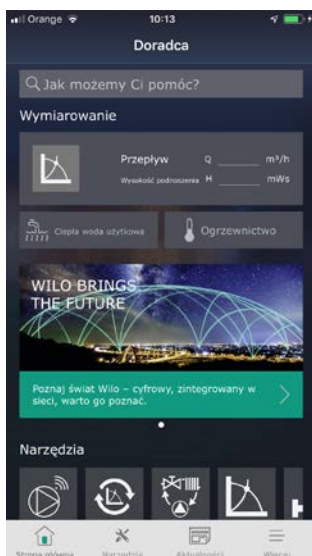 Orange 10:13
Doradca
Jak możemy Ci pomóc?
Wymiarowanie
Przepływ Q m³/h
Wysokość podnoszenia H mWs
Ciepła woda użytkowa
Ogrzewnictwo
WILO BRINGS
THE FUTURE
Poznaj świat Wilo – cyfrowy, zintegrowany w
sieci, warto go poznać.
Narzędzia
Strona główna Narzędzia Aktualności Więcej